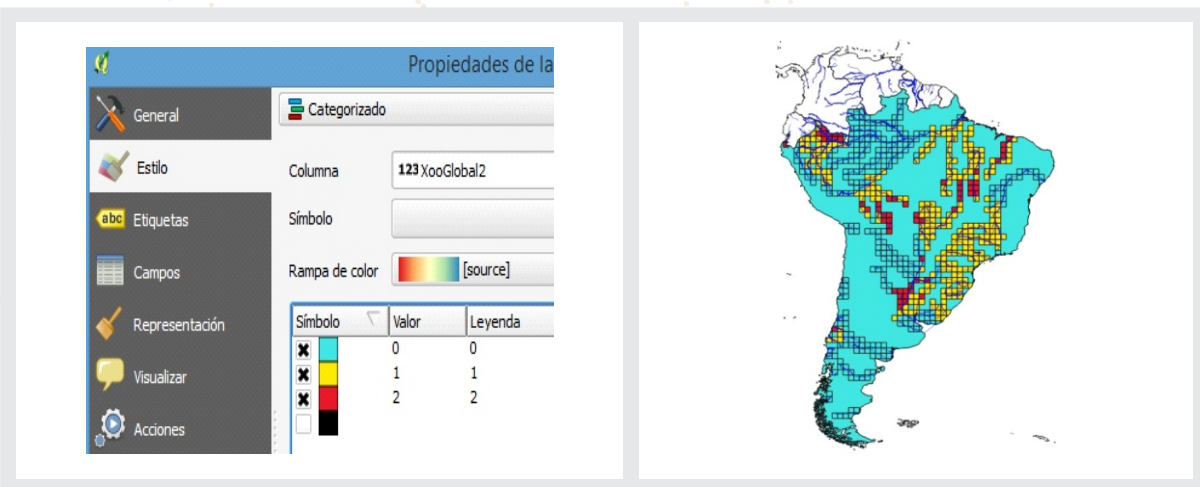 Propiedades de la
General
Estilo
abc Etiquetas
Campos
Representación
Visualizar
Acciones
Categorizado
Columna 123 XooGlobal2
Símbolo
Rampa de color [source]
Símbolo Valor Leyenda
0 0
1 1
2 2